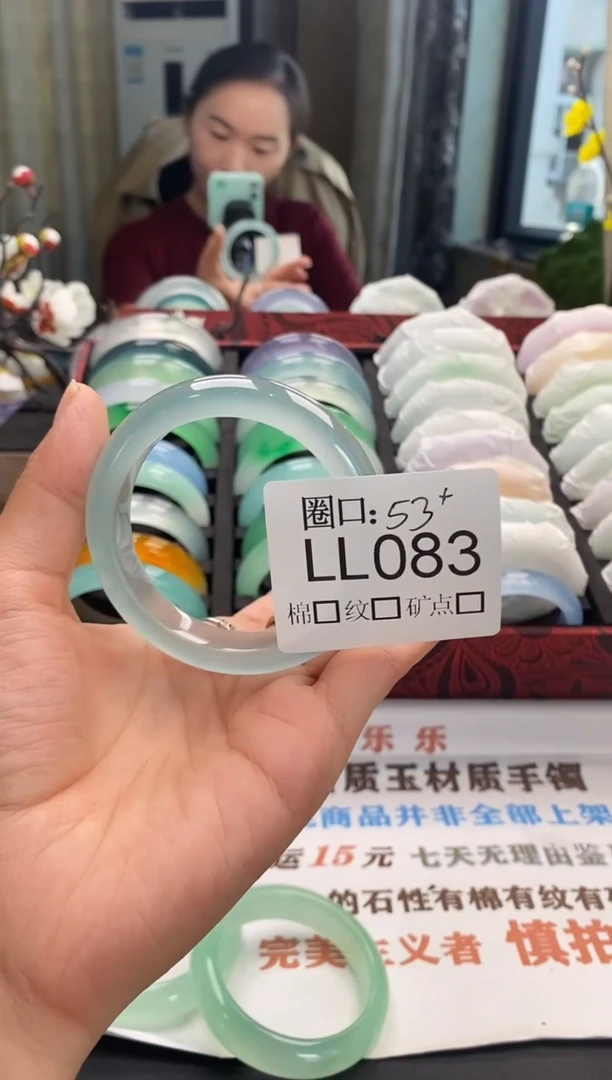 圈口: 53+
LL083
棉□ 纹□ 矿点□
乐 乐
质玉材质手镯
商品并非全部上架
运15元 七天无理由鉴
的石性有棉有纹有
完美主义者 慎拍